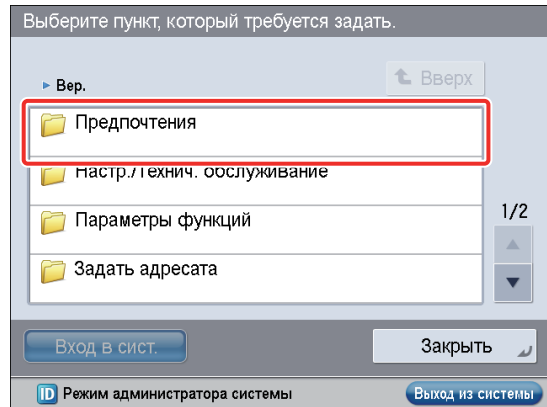 Выберите пункт, который требуется задать.
Вверх
Вер.
Предпочтения
Настр./Технич. обслуживание
Параметры функций
1/2
Задать адресата
Вход в сист.
Закрыть
ID Режим администратора системы
Выход из системы